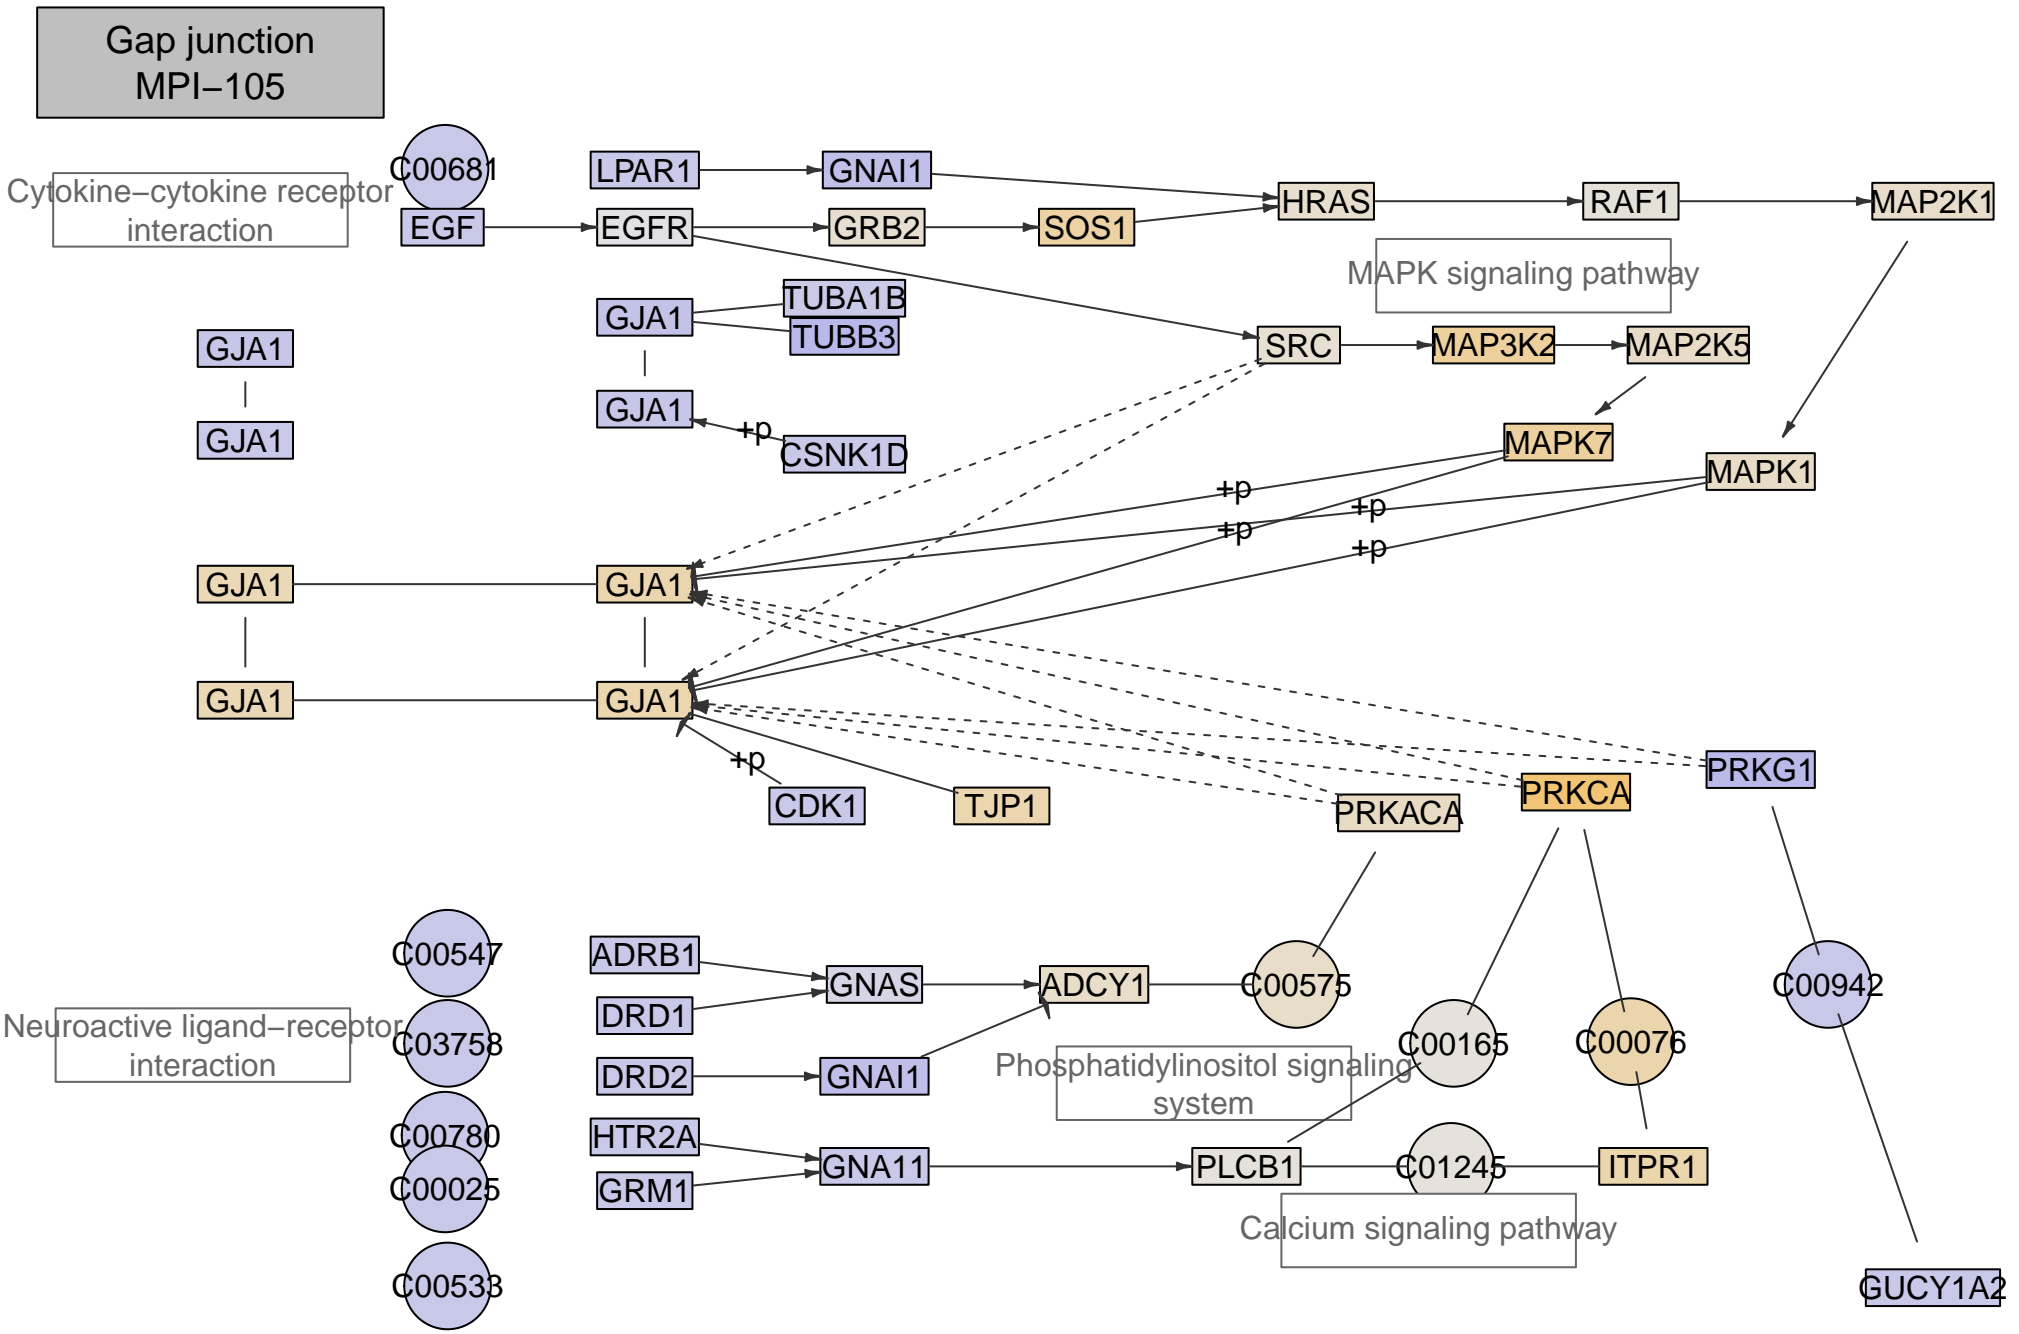 Gap junction
MPI−105
C00681
LPAR1
GNAI1
Cytokine−cytokine receptor
interaction
HRAS
RAF1
MAP2K1
EGF
EGFR
GRB2
SOS1
MAPK signaling pathway
TUBA1B
GJA1
TUBB3
GJA1
SRC
MAP3K2
MAP2K5
GJA1
+p
GJA1
CSNK1D
MAPK7
MAPK1
+p
+p
+p
+p
GJA1
GJA1
GJA1
GJA1
+p
CDK1
TJP1
PRKACA
PRKCA
PRKG1
C00547
ADRB1
GNAS
ADCY1
C00575
C00942
DRD1
Neuroactive ligand−receptor
interaction
C03758
C00165
C00076
DRD2
GNAI1
Phosphatidylinositol signaling
system
C00780
HTR2A
GNA11
PLCB1
C01245
ITPR1
C00025
GRM1
Calcium signaling pathway
C00533
GUCY1A2